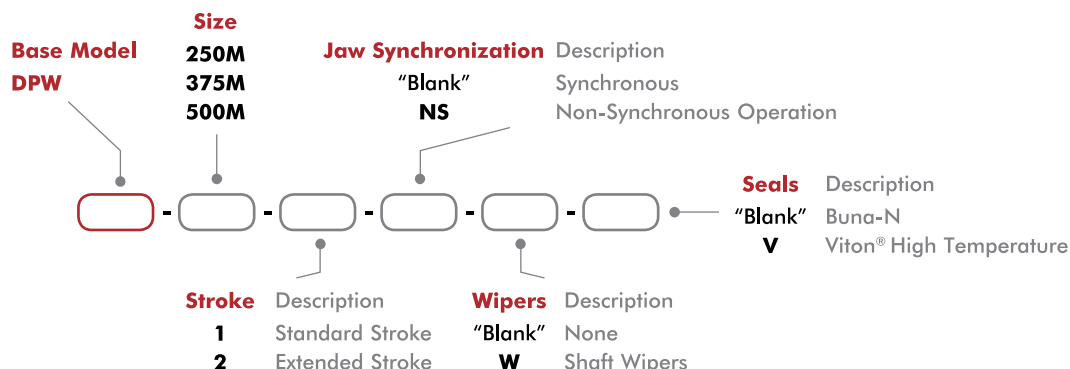 Size
Base Model 250M Jaw Synchronization Description
DPW 375M "Blank" Synchronous
500M NS Non-Synchronous Operation
Seals Description
- - - - - "Blank" Buna-N
V Viton® High Temperature
Stroke Description Wipers Description
1 Standard Stroke "Blank" None
2 Extended Stroke W Shaft Wipers